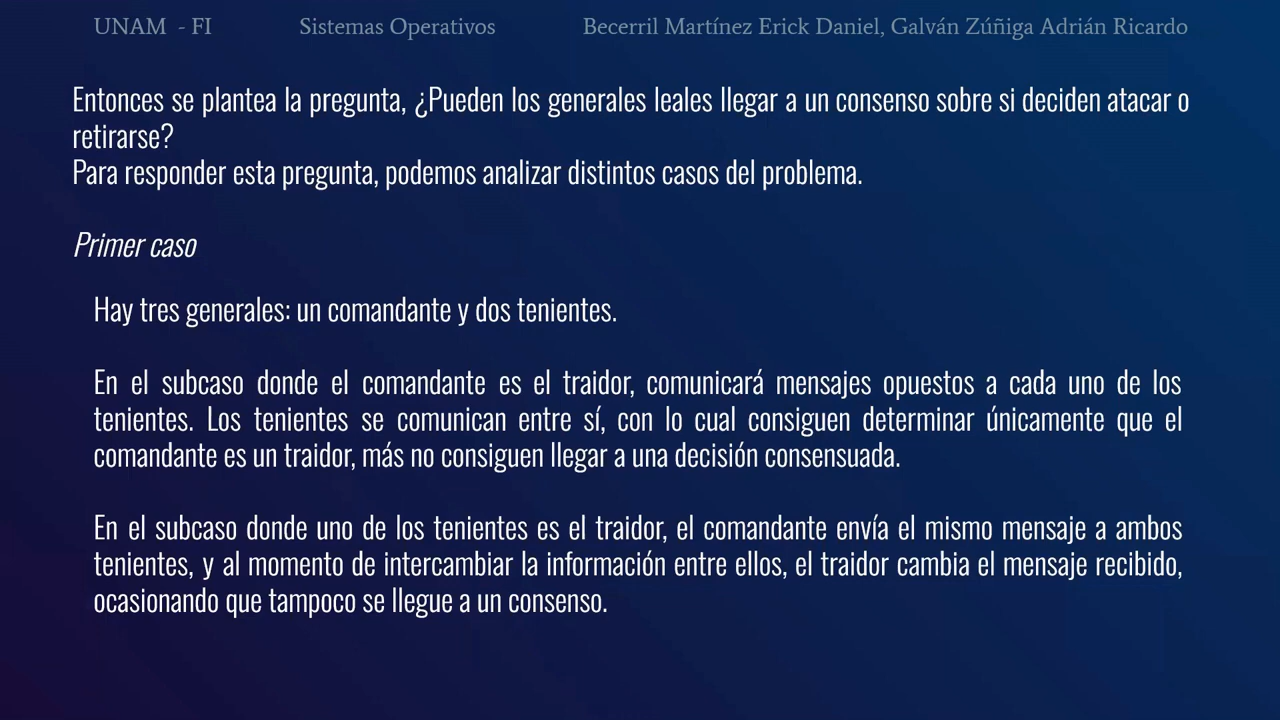 UNAM - FI Sistemas Operativos Becerril Martínez Erick Daniel, Galván Zúñiga Adrián Ricardo
Entonces se plantea la pregunta, ¿Pueden los generales leales llegar a un consenso sobre si deciden atacar o
retirarse?
Para responder esta pregunta, podemos analizar distintos casos del problema.
Primer caso
Hay tres generales: un comandante y dos tenientes.
En el subcaso donde el comandante es el traidor, comunicará mensajes opuestos a cada uno de los
tenientes. Los tenientes se comunican entre sí, con lo cual consiguen determinar únicamente que el
comandante es un traidor, más no consiguen llegar a una decisión consensuada.
En el subcaso donde uno de los tenientes es el traidor, el comandante envía el mismo mensaje a ambos
tenientes, y al momento de intercambiar la información entre ellos, el traidor cambia el mensaje recibido,
ocasionando que tampoco se llegue a un consenso.